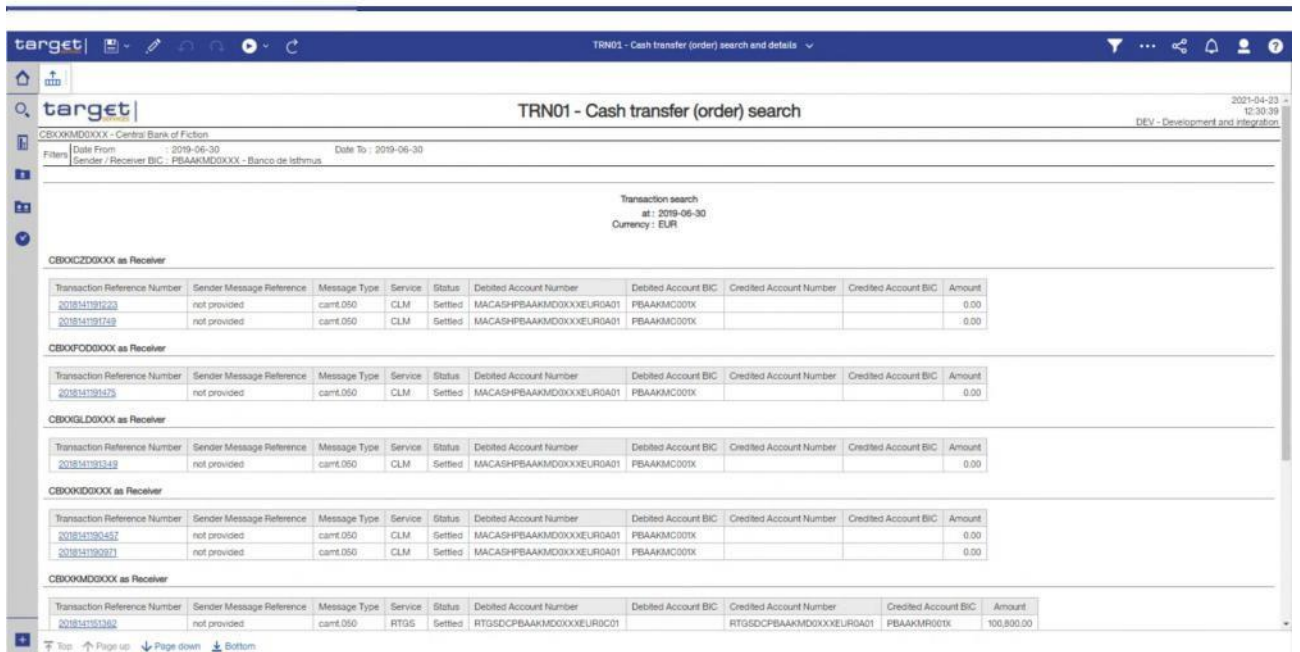 target|
TRN01 - Cash transfer (order) search and details
target|
SERVICES
TRN01 - Cash transfer (order) search
2021-04-23
12:30:39
DEV - Development and integration
CBXXKMD0XXX - Central Bank of Fiction
Filters Date From : 2019-06-30 Date To : 2019-06-30
Sender / Receiver BIC : PBAAKMD0XXX - Banco de Isthmus
Transaction search
at : 2019-06-30
Currency : EUR
CBXXCZD0XXX as Receiver
Transaction Reference Number Sender Message Reference Message Type Service Status Debited Account Number Debited Account BIC Credited Account Number Credited Account BIC Amount
2018141191223 not provided camt.050 CLM Settled MACASHPBAAKMD0XXXEUR0A01 PBAAKMC001X 0.00
2018141191749 not provided camt.050 CLM Settled MACASHPBAAKMD0XXXEUR0A01 PBAAKMC001X 0.00
CBXXFOD0XXX as Receiver
Transaction Reference Number Sender Message Reference Message Type Service Status Debited Account Number Debited Account BIC Credited Account Number Credited Account BIC Amount
2018141191475 not provided camt.050 CLM Settled MACASHPBAAKMD0XXXEUR0A01 PBAAKMC001X 0.00
CBXXGLD0XXX as Receiver
Transaction Reference Number Sender Message Reference Message Type Service Status Debited Account Number Debited Account BIC Credited Account Number Credited Account BIC Amount
2018141191349 not provided camt.050 CLM Settled MACASHPBAAKMD0XXXEUR0A01 PBAAKMC001X 0.00
CBXXKID0XXX as Receiver
Transaction Reference Number Sender Message Reference Message Type Service Status Debited Account Number Debited Account BIC Credited Account Number Credited Account BIC Amount
2018141190457 not provided camt.050 CLM Settled MACASHPBAAKMD0XXXEUR0A01 PBAAKMC001X 0.00
2018141190971 not provided camt.050 CLM Settled MACASHPBAAKMD0XXXEUR0A01 PBAAKMC001X 0.00
CBXXKMD0XXX as Receiver
Transaction Reference Number Sender Message Reference Message Type Service Status Debited Account Number Debited Account BIC Credited Account Number Credited Account BIC Amount
2018141151362 not provided camt.050 RTGS Settled RTGSDCPBAAKMD0XXXEUR0C01 RTGSDCPBAAKMD0XXXEUR0A01 PBAAKMR001X 100,800.00
Top Page up Page down Bottom